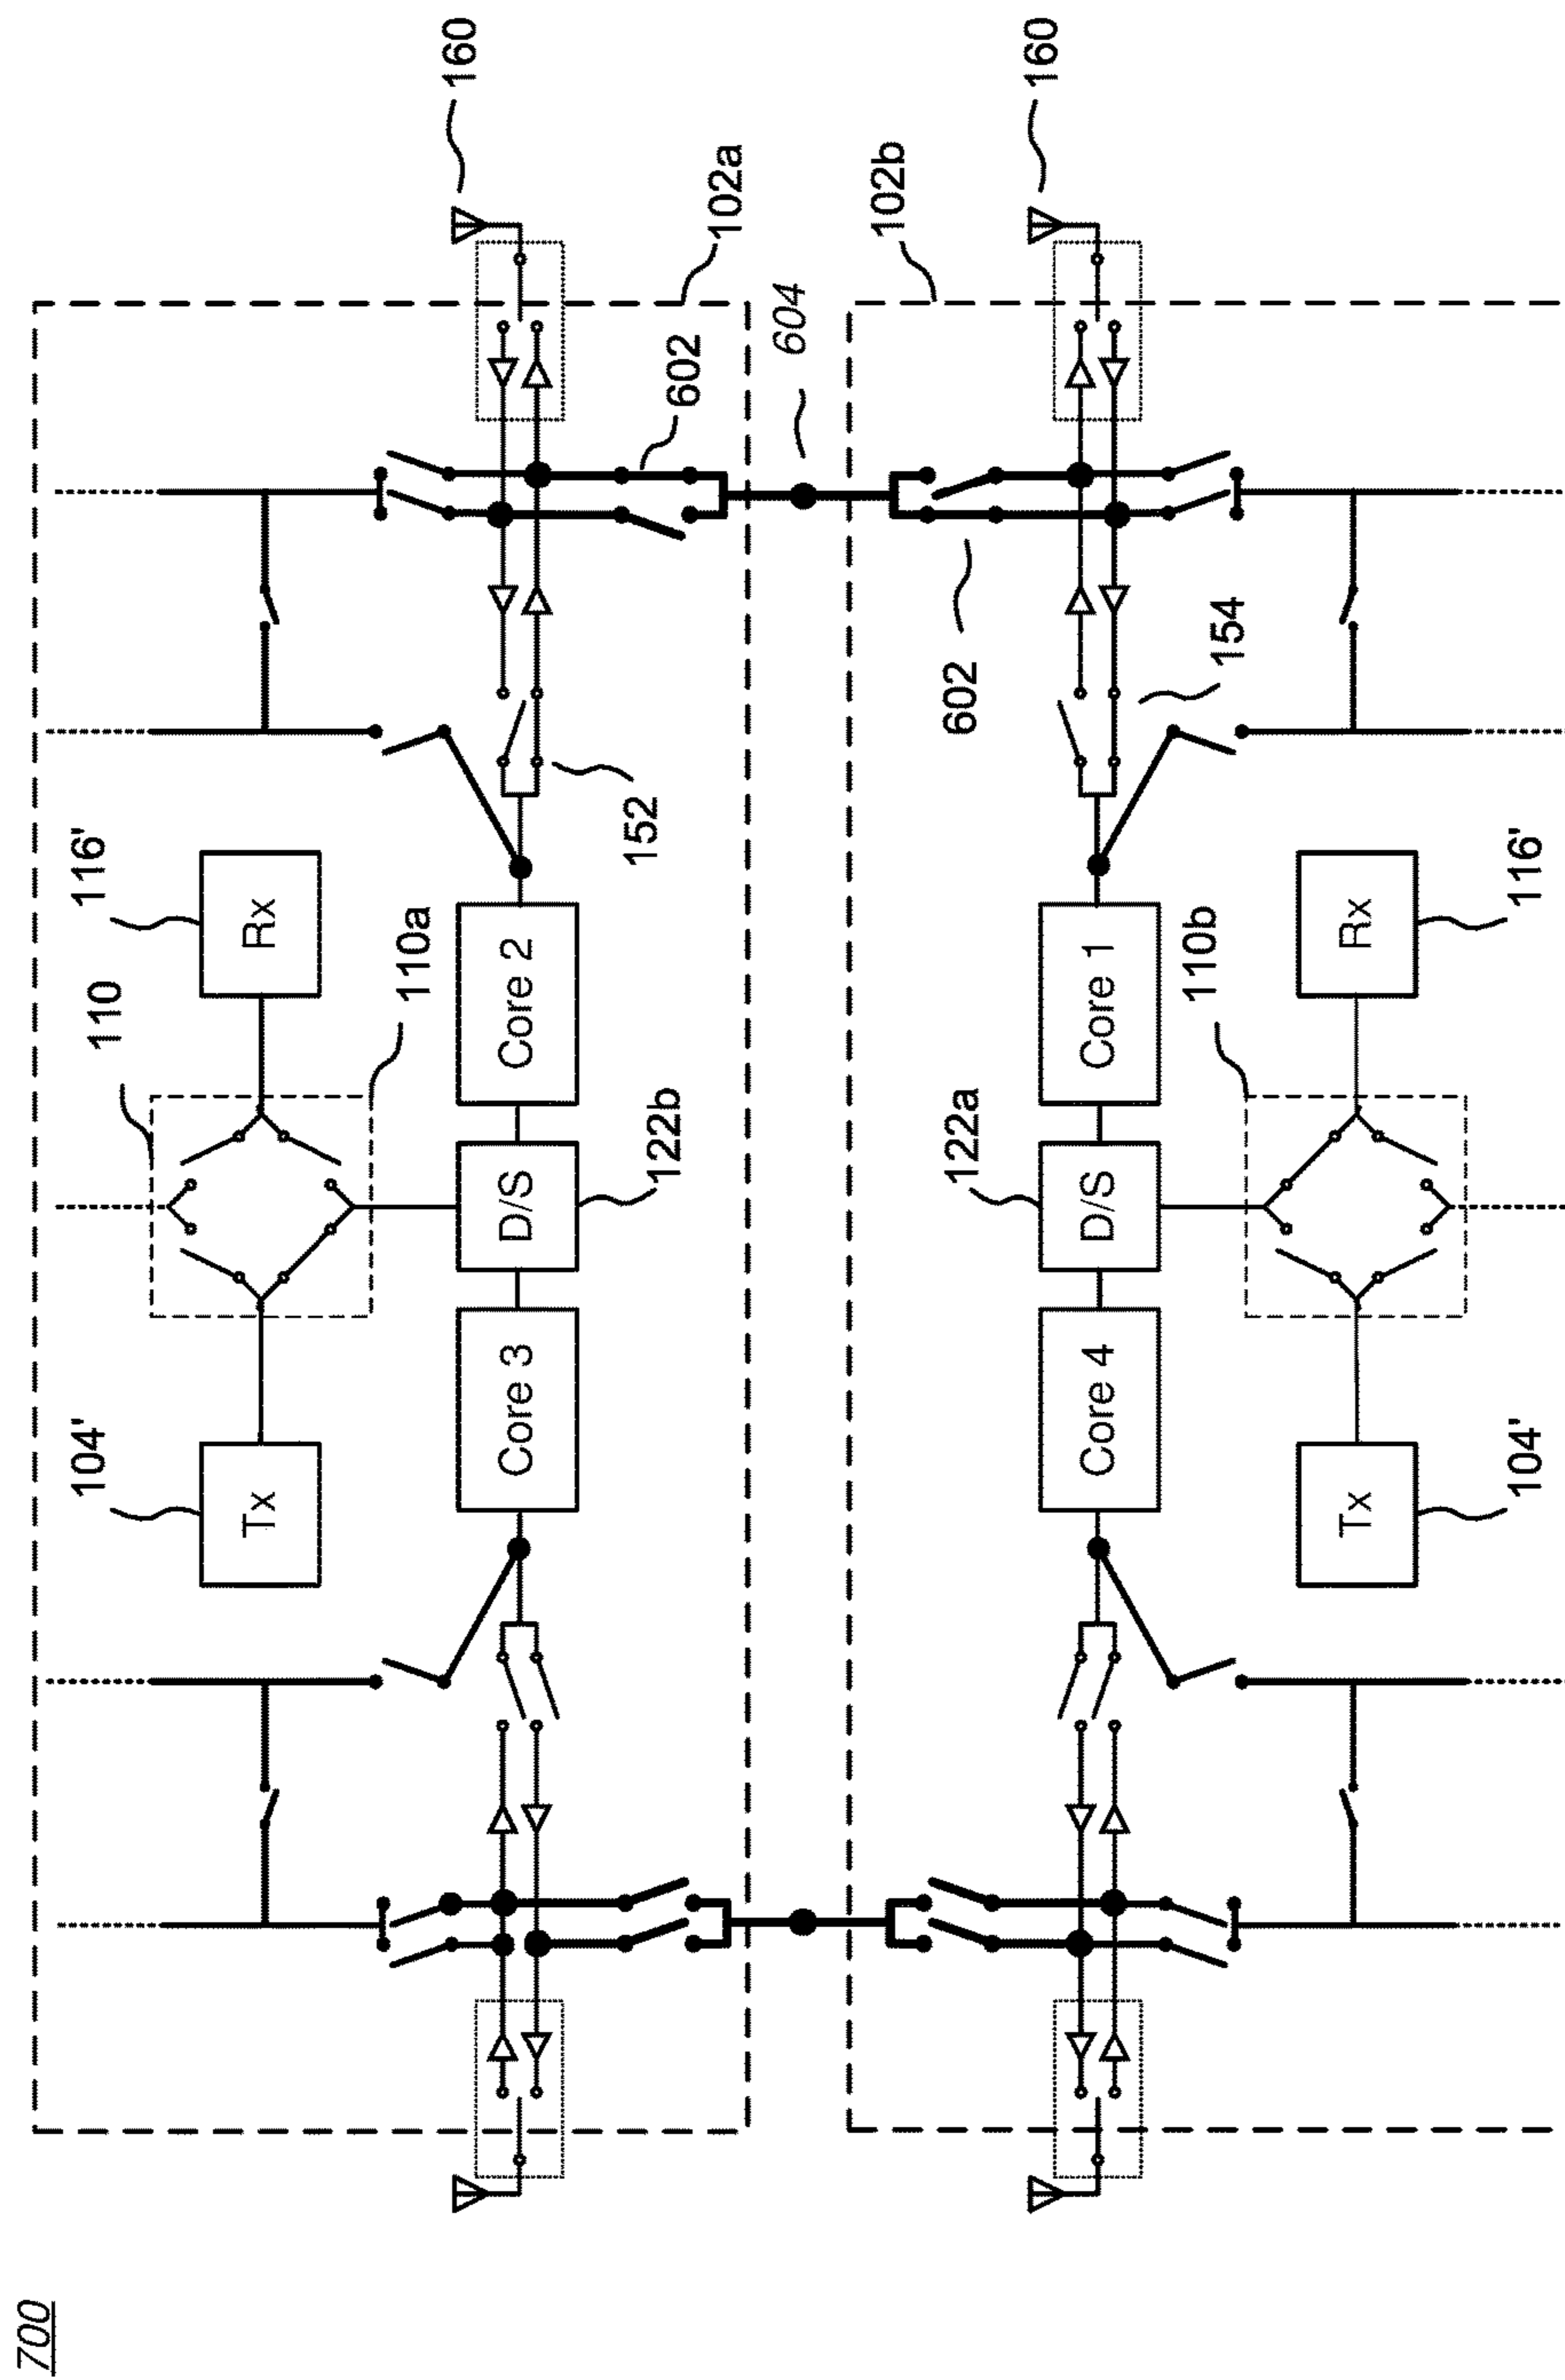 700
104'
110
116'
Tx
Rx
110a
160
Core 3
D/S
Core 2
122b
152
602
102a
604
102b
122a
602
160
Core 4
D/S
Core 1
110b
154
Tx
Rx
104'
116'